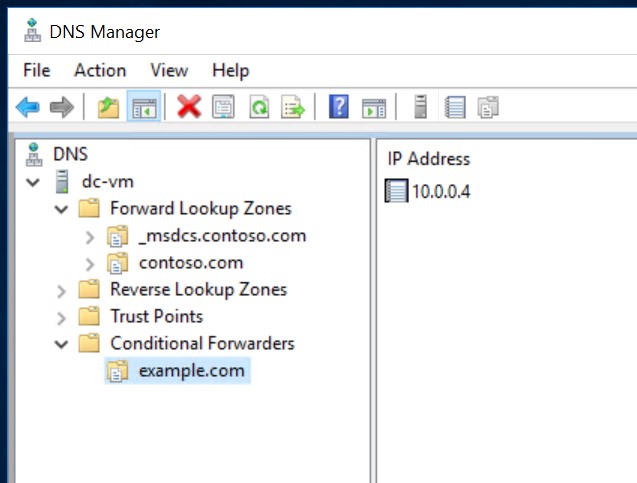 DNS Manager
File Action View Help
DNS
dc-vm
Forward Lookup Zones
_msdcs.contoso.com
contoso.com
Reverse Lookup Zones
Trust Points
Conditional Forwarders
example.com
IP Address
10.0.0.4